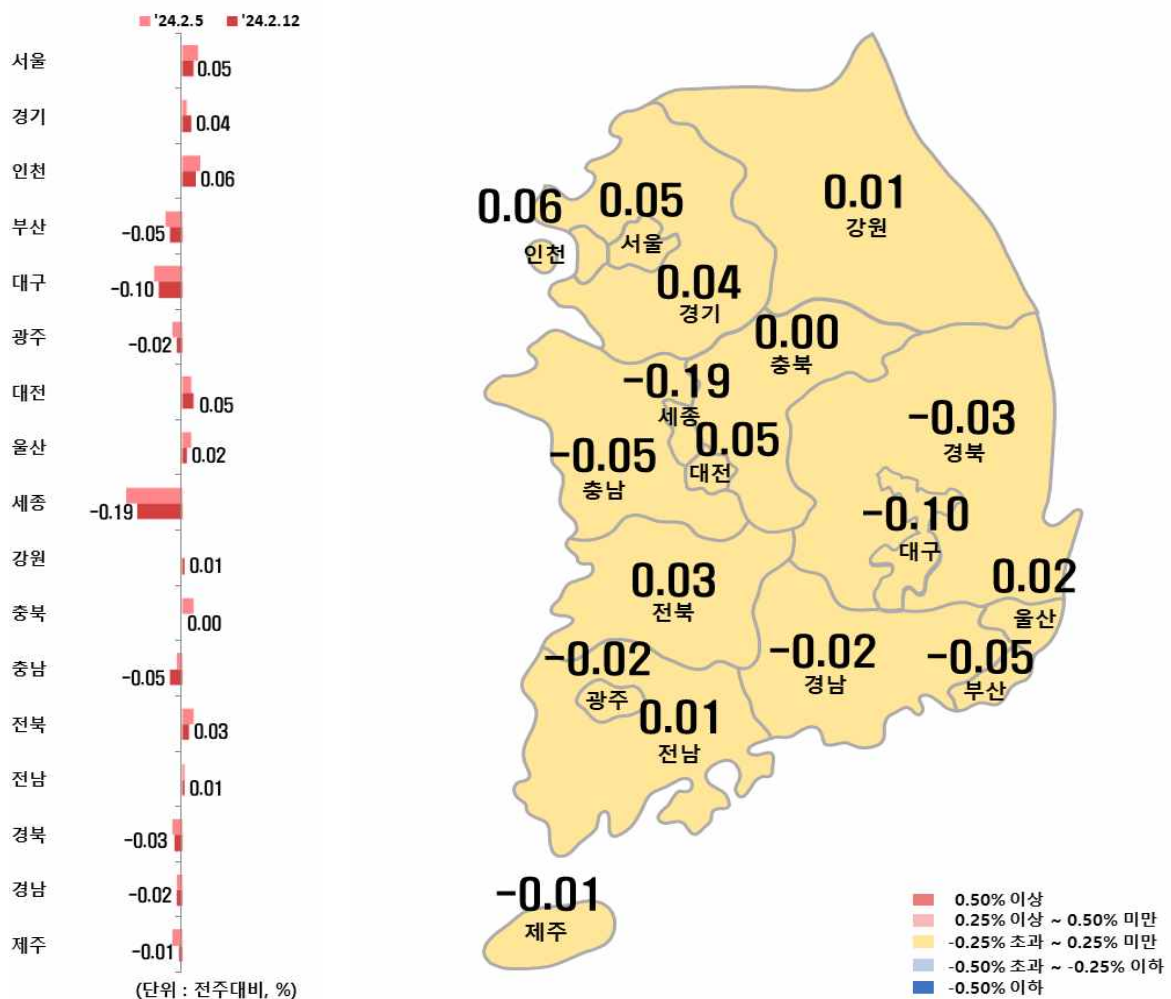 '24.2.5 '24.2.12
서울 0.05
경기 0.04
인천 0.06
부산 -0.05
대구 -0.10
광주 -0.02
대전 0.05
울산 0.02
세종 -0.19
강원 0.01
충북 0.00
충남 -0.05
전북 0.03
전남 0.01
경북 -0.03
경남 -0.02
제주 -0.01
(단위 : 전주대비, %)
0.06
인천
0.05
서울
0.01
강원
0.04
경기
0.00
충북
-0.19
세종
-0.03
경북
-0.05
충남
0.05
대전
-0.10
대구
0.03
전북
0.02
울산
-0.02
광주
-0.02
경남
-0.05
부산
0.01
전남
-0.01
제주
0.50% 이상
0.25% 이상 ~ 0.50% 미만
-0.25% 초과 ~ 0.25% 미만
-0.50% 초과 ~ -0.25% 이하
-0.50% 이하